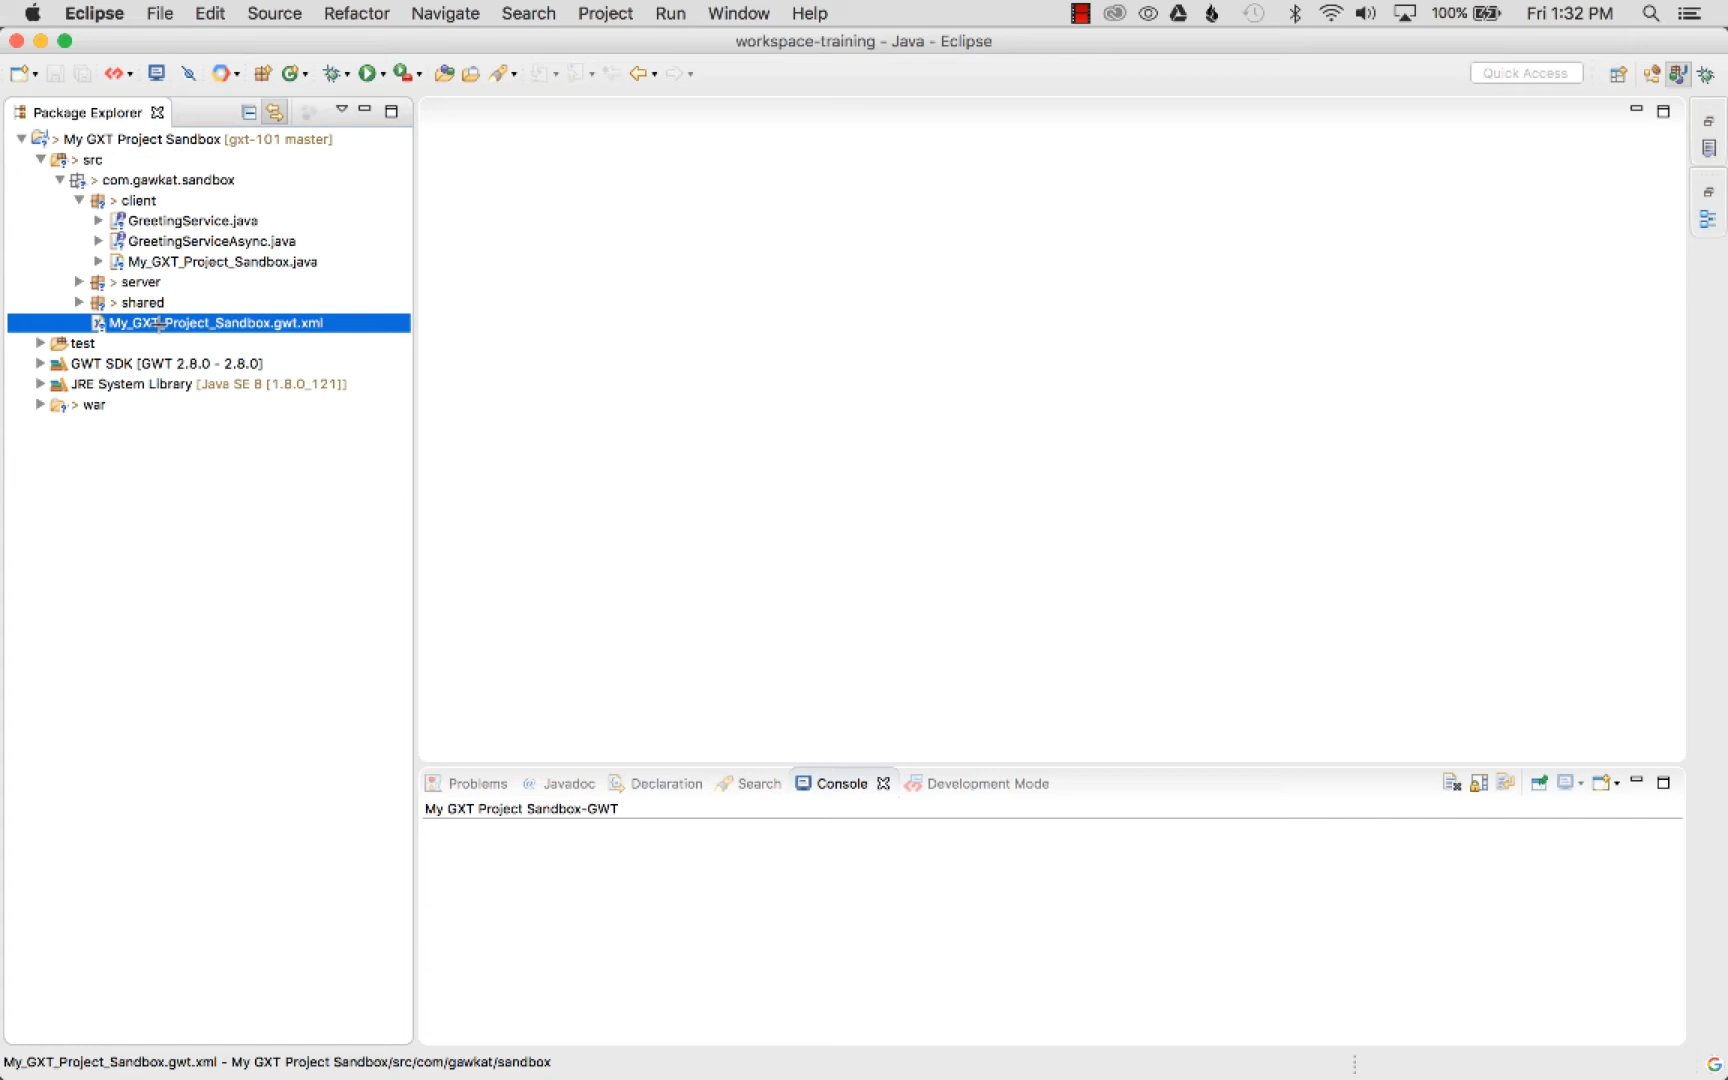 Eclipse File Edit Source Refactor Navigate Search Project Run Window Help 100% Fri 1:32 PM
workspace-training - Java - Eclipse
Quick Access
Package Explorer
> My GXT Project Sandbox [gxt-101 master]
> src
> com.gawkat.sandbox
> client
GreetingService.java
GreetingServiceAsync.java
My_GXT_Project_Sandbox.java
> server
> shared
My_GXT_Project_Sandbox.gwt.xml
test
GWT SDK [GWT 2.8.0 - 2.8.0]
JRE System Library [Java SE 8 [1.8.0_121]]
> war
Problems @ Javadoc Declaration Search Console Development Mode
My GXT Project Sandbox-GWT
My_GXT_Project_Sandbox.gwt.xml - My GXT Project Sandbox/src/com/gawkat/sandbox